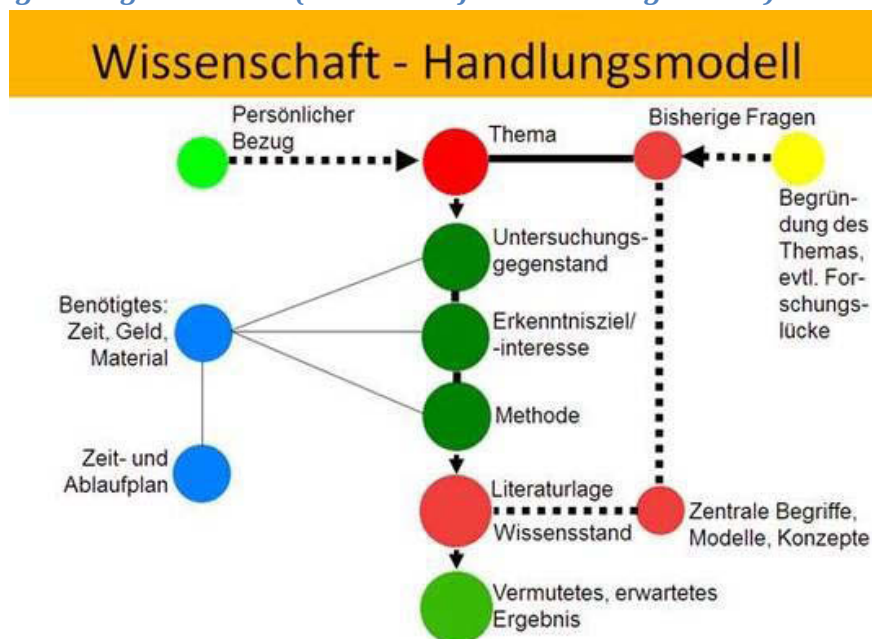 Wissenschaft - Handlungsmodell
Persönlicher
Bezug
Thema
Bisherige Fragen
Begrün-
dung des
Themas,
evtl. For-
schungs-
lücke
Untersuchungs-
gegenstand
Benötigtes:
Zeit, Geld,
Material
Erkenntnisziel/
-interesse
Methode
Zeit- und
Ablaufplan
Literaturlage
Wissensstand
Zentrale Begriffe,
Modelle, Konzepte
Vermutetes, erwartetes
Ergebnis